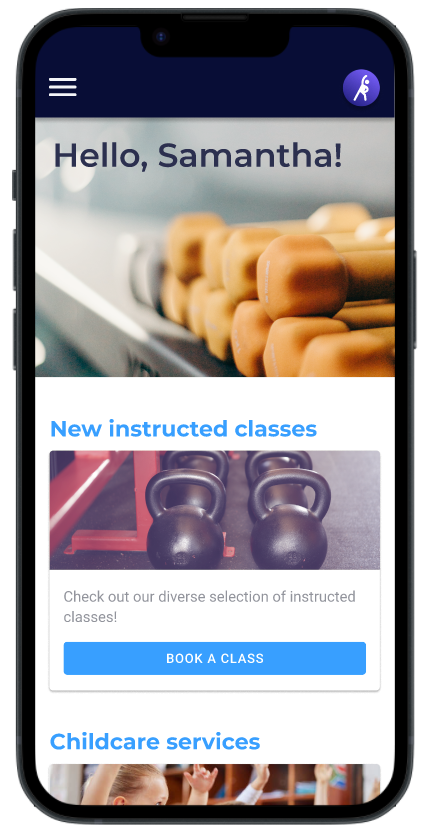 Hello, Samantha!
New instructed classes
Check out our diverse selection of instructed
classes!
BOOK A CLASS
Childcare services